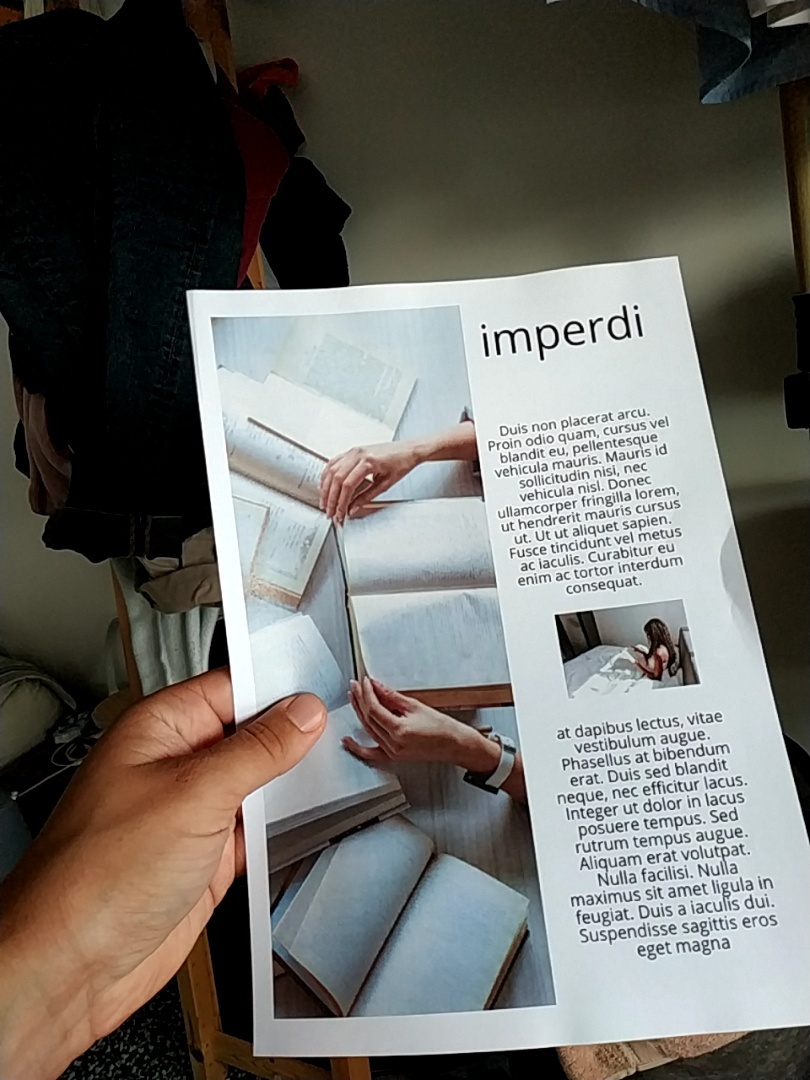 imperdi
Duis non placerat arcu.
Proin odio quam, cursus vel
blandit eu, pellentesque
vehicula mauris. Mauris id
sollicitudin nisi, nec
vehicula nisl. Donec
ullamcorper fringilla lorem,
ut hendrerit mauris cursus
ut. Ut ut aliquet sapien.
Fusce tincidunt vel metus
ac iaculis. Curabitur eu
enim ac tortor interdum
consequat.
at dapibus lectus, vitae
vestibulum augue.
Phasellus at bibendum
erat. Duis sed blandit
neque, nec efficitur lacus.
Integer ut dolor in lacus
posuere tempus. Sed
rutrum tempus augue.
Aliquam erat volutpat.
Nulla facilisi. Nulla
maximus sit amet ligula in
feugiat. Duis a iaculis dui.
Suspendisse sagittis eros
eget magna